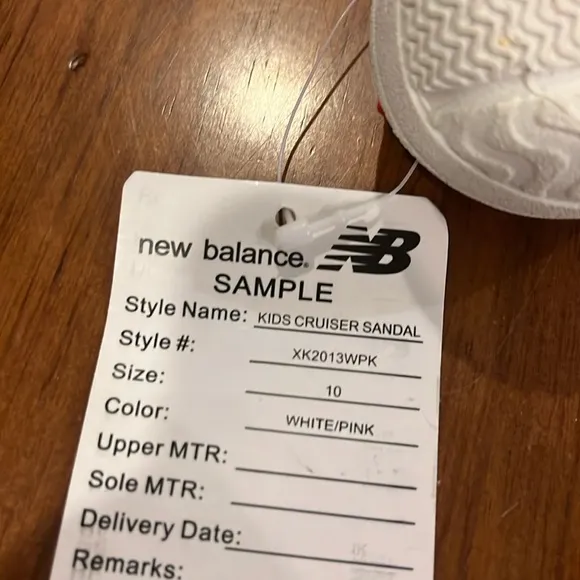 new balance. NB
SAMPLE
Style Name: KIDS CRUISER SANDAL
Style #: XK2013WPK
Size: 10
Color: WHITE/PINK
Upper MTR:
Sole MTR:
Delivery Date:
Remarks: